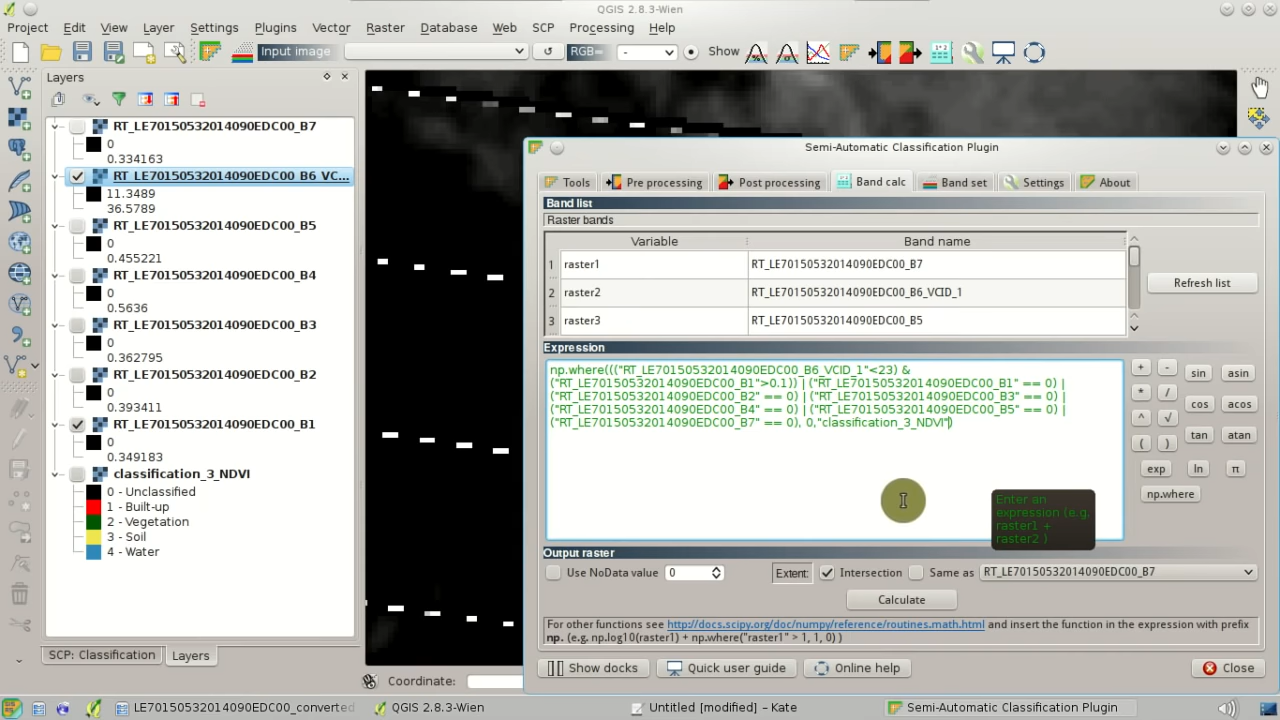 QGIS 2.8.3-Wien
Project Edit View Layer Settings Plugins Vector Raster Database Web SCP Processing Help
Input image RGB= - Show
Layers
RT_LE70150532014090EDC00_B7
0
0.334163
RT_LE70150532014090EDC00_B6_VC...
11.3489
36.5789
RT_LE70150532014090EDC00_B5
0
0.455221
RT_LE70150532014090EDC00_B4
0
0.5636
RT_LE70150532014090EDC00_B3
0
0.362795
RT_LE70150532014090EDC00_B2
0
0.393411
RT_LE70150532014090EDC00_B1
0
0.349183
classification_3_NDVI
0 - Unclassified
1 - Built-up
2 - Vegetation
3 - Soil
4 - Water
SCP: Classification Layers
Coordinate:
Semi-Automatic Classification Plugin
Tools Pre processing Post processing Band calc Band set Settings About
Band list
Raster bands
Variable Band name
1 raster1 RT_LE70150532014090EDC00_B7
2 raster2 RT_LE70150532014090EDC00_B6_VCID_1
3 raster3 RT_LE70150532014090EDC00_B5
Refresh list
Expression
np.where((("RT_LE70150532014090EDC00_B6_VCID_1"<23) &
("RT_LE70150532014090EDC00_B1">0.1)) | ("RT_LE70150532014090EDC00_B1" == 0) |
("RT_LE70150532014090EDC00_B2" == 0) | ("RT_LE70150532014090EDC00_B3" == 0) |
("RT_LE70150532014090EDC00_B4" == 0) | ("RT_LE70150532014090EDC00_B5" == 0) |
("RT_LE70150532014090EDC00_B7" == 0), 0,"classification_3_NDVI")
+ - sin asin
* / cos acos
^ √ tan atan
( ) exp ln π
np.where
Enter an
expression (e.g.
raster1 +
raster2 )
Output raster
Use NoData value 0 Extent: Intersection Same as RT_LE70150532014090EDC00_B7
Calculate
For other functions see http://docs.scipy.org/doc/numpy/reference/routines.math.html and insert the function in the expression with prefix
np. (e.g. np.log10(raster1) + np.where("raster1" > 1, 1, 0) )
Show docks Quick user guide Online help Close
LE70150532014090EDC00_converted QGIS 2.8.3-Wien Untitled [modified] - Kate Semi-Automatic Classification Plugin